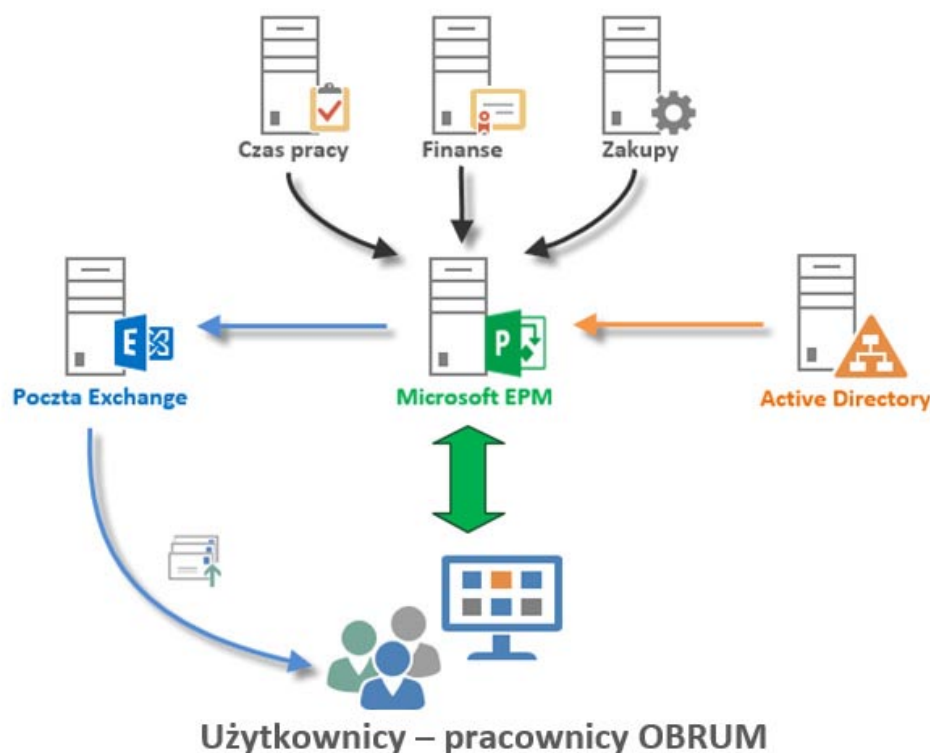 Czas pracy
Finanse
Zakupy
E
P
Poczta Exchange
Microsoft EPM
Active Directory
Użytkownicy – pracownicy OBRUM